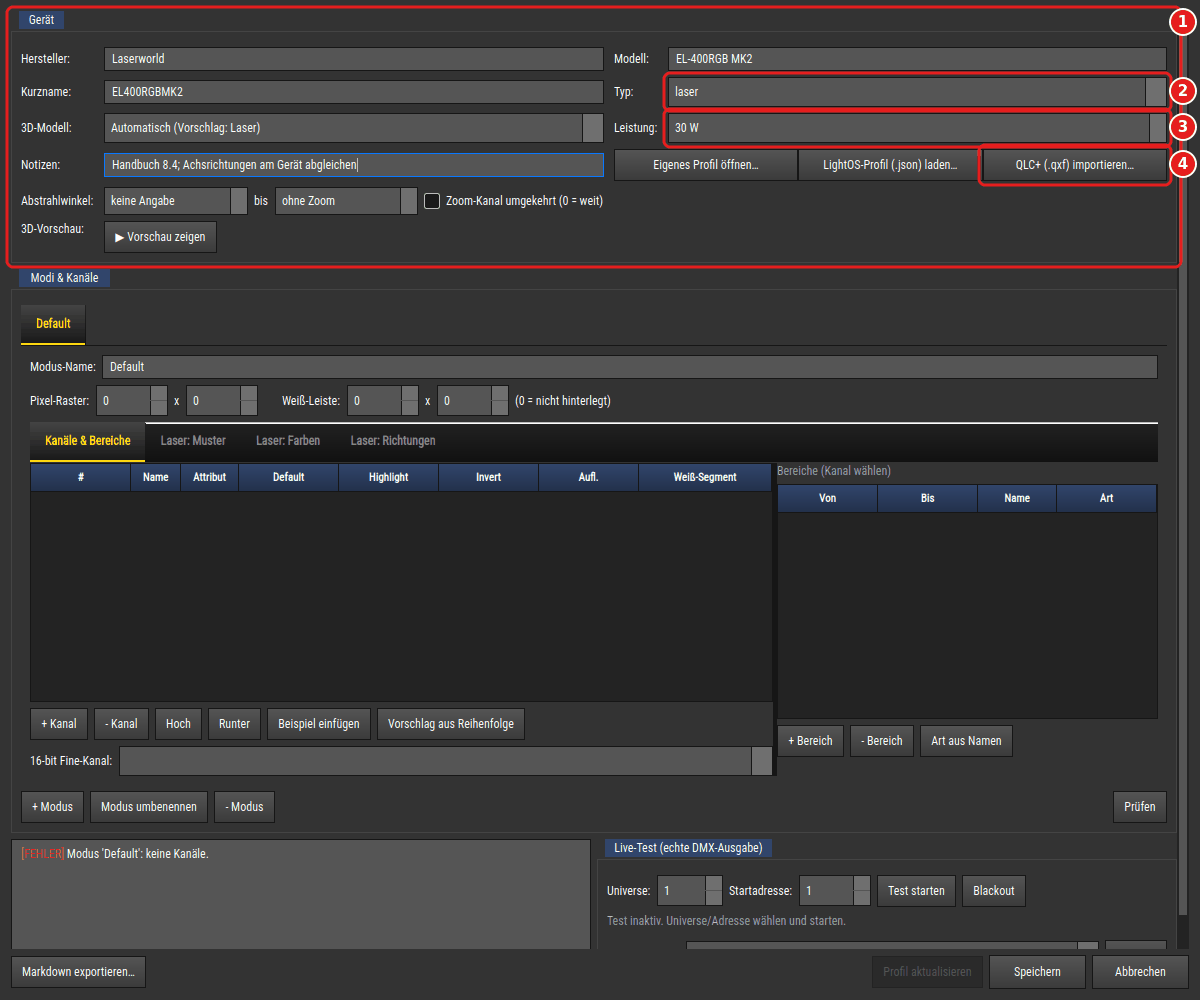 Gerät
1
Hersteller: Laserworld Modell: EL-400RGB MK2
Kurzname: EL400RGBMK2 Typ: laser 2
3D-Modell: Automatisch (Vorschlag: Laser) Leistung: 30 W 3
Notizen: Handbuch 8.4; Achsrichtungen am Gerät abgleichen Eigenes Profil öffnen... LightOS-Profil (.json) laden... QLC+ (.qxf) importieren... 4
Abstrahlwinkel: keine Angabe bis ohne Zoom Zoom-Kanal umgekehrt (0 = weit)
3D-Vorschau: ▶ Vorschau zeigen
Modi & Kanäle
Default
Modus-Name: Default
Pixel-Raster: 0 x 0 Weiß-Leiste: 0 x 0 (0 = nicht hinterlegt)
Kanäle & Bereiche Laser: Muster Laser: Farben Laser: Richtungen
# Name Attribut Default Highlight Invert Aufl. Weiß-Segment
Bereiche (Kanal wählen)
Von Bis Name Art
+ Kanal - Kanal Hoch Runter Beispiel einfügen Vorschlag aus Reihenfolge
+ Bereich - Bereich Art aus Namen
16-bit Fine-Kanal:
+ Modus Modus umbenennen - Modus Prüfen
[FEHLER] Modus 'Default': keine Kanäle.
Live-Test (echte DMX-Ausgabe)
Universe: 1 Startadresse: 1 Test starten Blackout
Test inaktiv. Universe/Adresse wählen und starten.
Markdown exportieren... Profil aktualisieren Speichern Abbrechen